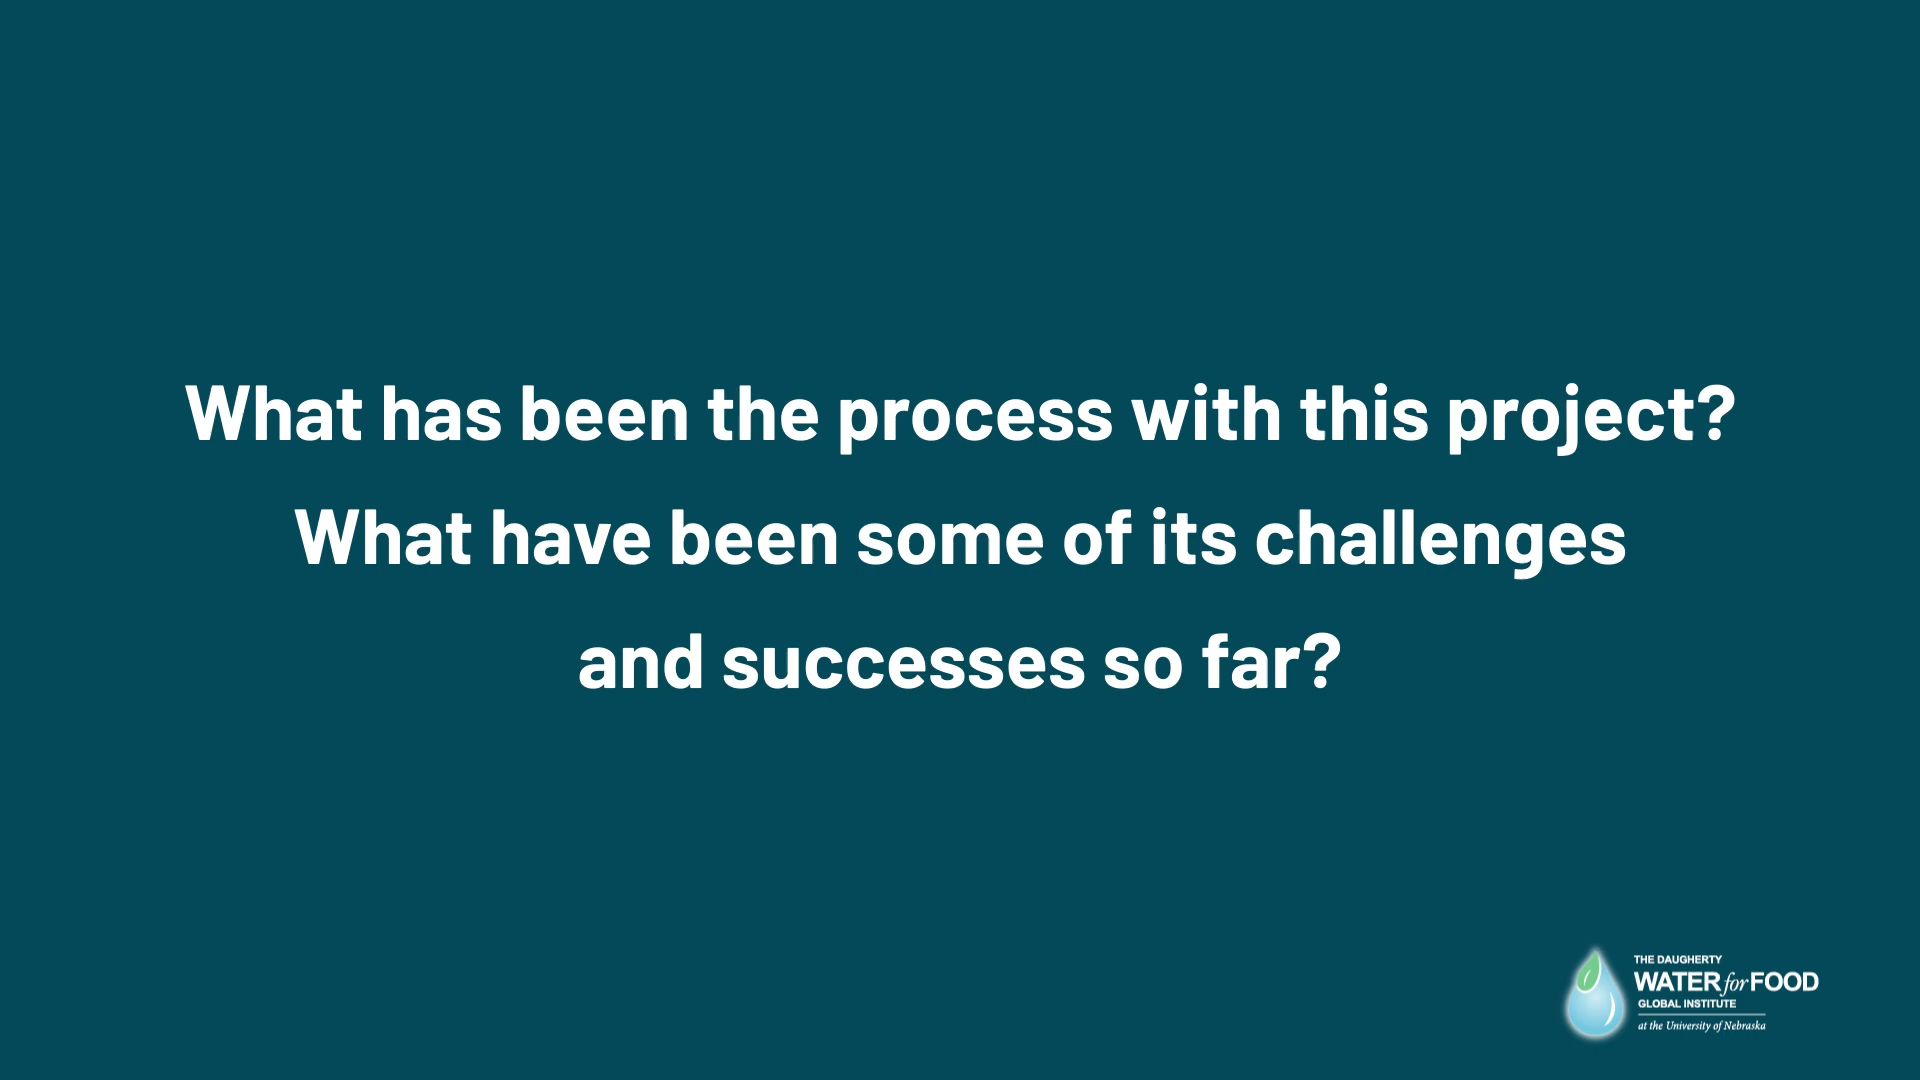 What has been the process with this project?
What have been some of its challenges
and successes so far?
THE DAUGHERTY
WATER for FOOD
GLOBAL INSTITUTE
at the University of Nebraska